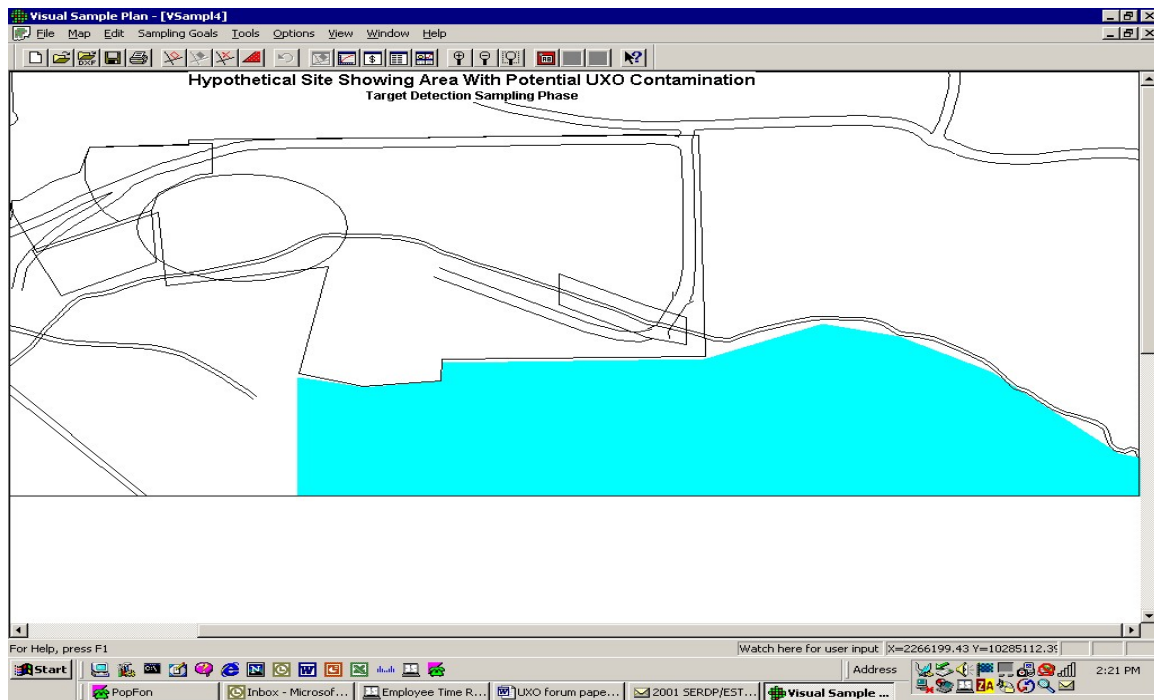 Visual Sample Plan - [VSampl4]
File Map Edit Sampling Goals Tools Options View Window Help
DXF
Hypothetical Site Showing Area With Potential UXO Contamination
Target Detection Sampling Phase
For Help, press F1
Watch here for user input X=2266199.43 Y=10285112.39
Start
Address
2:21 PM
PopFon
Inbox - Microsof...
Employee Time R...
UXO forum pape...
2001 SERDP/EST...
Visual Sample ...